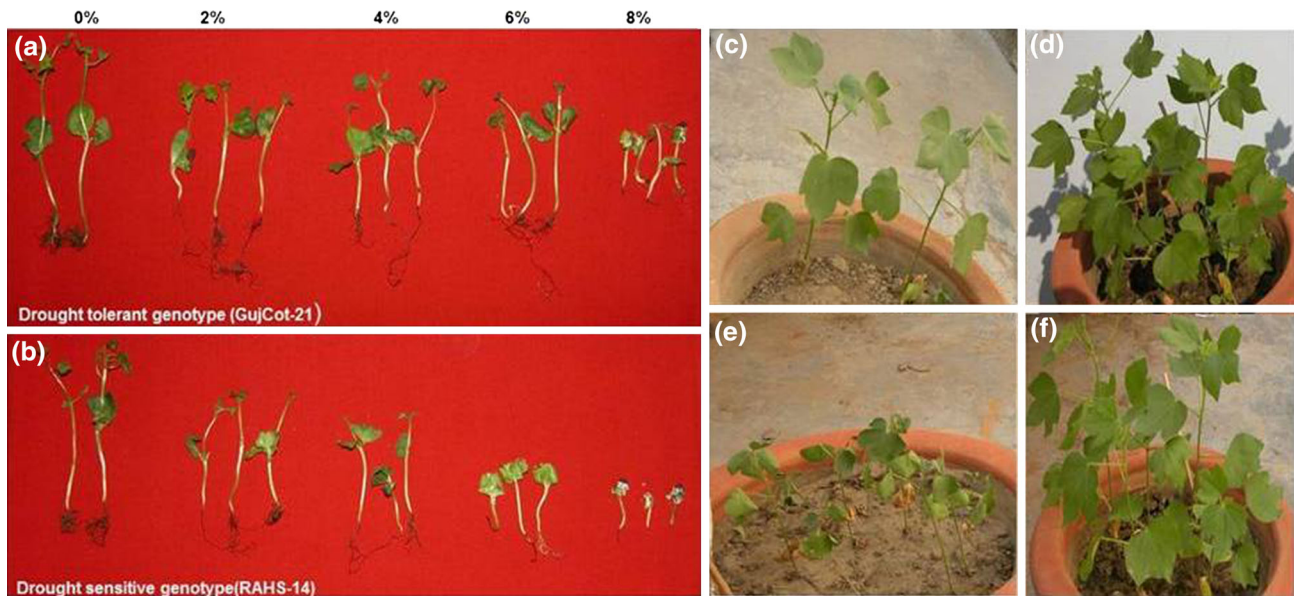 0% 2% 4% 6% 8%
(a)
Drought tolerant genotype (GujCot-21)
(b)
Drought sensitive genotype(RAHS-14)
(c)
(d)
(e)
(f)